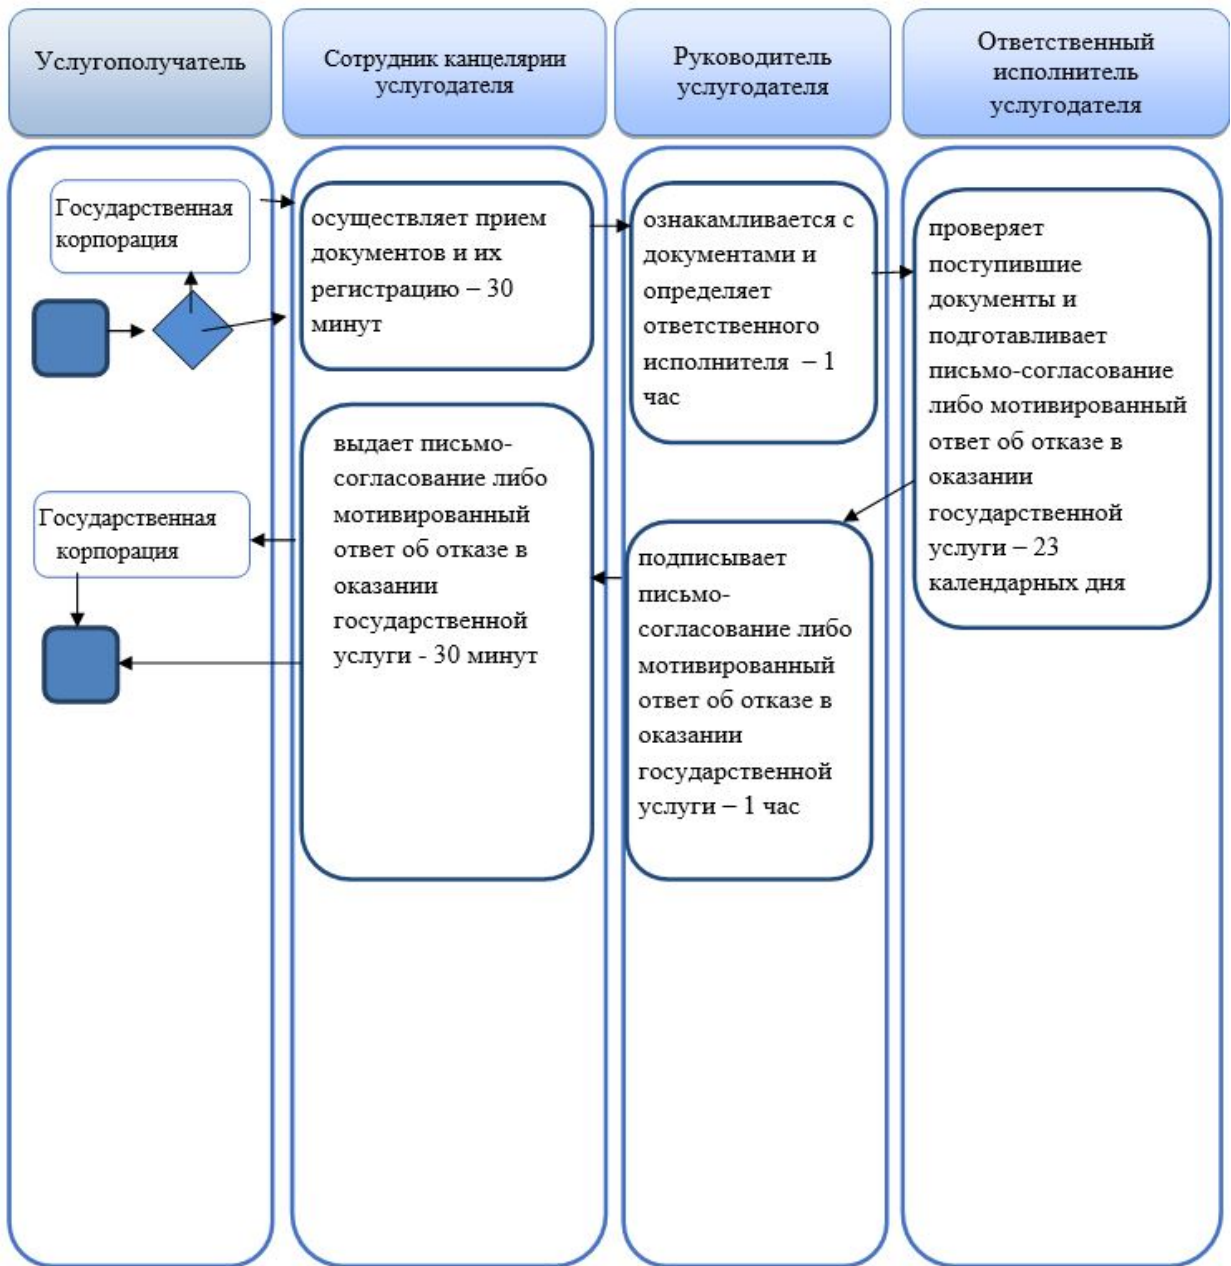 Услугополучатель
Сотрудник канцелярии
услугодателя
Руководитель
услугодателя
Ответственный
исполнитель
услугодателя
Государственная
корпорация
осуществляет прием
документов и их
регистрацию – 30
минут
ознакамливается с
документами и
определяет
ответственного
исполнителя – 1
час
проверяет
поступившие
документы и
подготавливает
письмо-согласование
либо мотивированный
ответ об отказе в
оказании
государственной
услуги – 23
календарных дня
подписывает
письмо-
согласование либо
мотивированный
ответ об отказе в
оказании
государственной
услуги – 1 час
выдает письмо-
согласование либо
мотивированный
ответ об отказе в
оказании
государственной
услуги - 30 минут
Государственная
корпорация